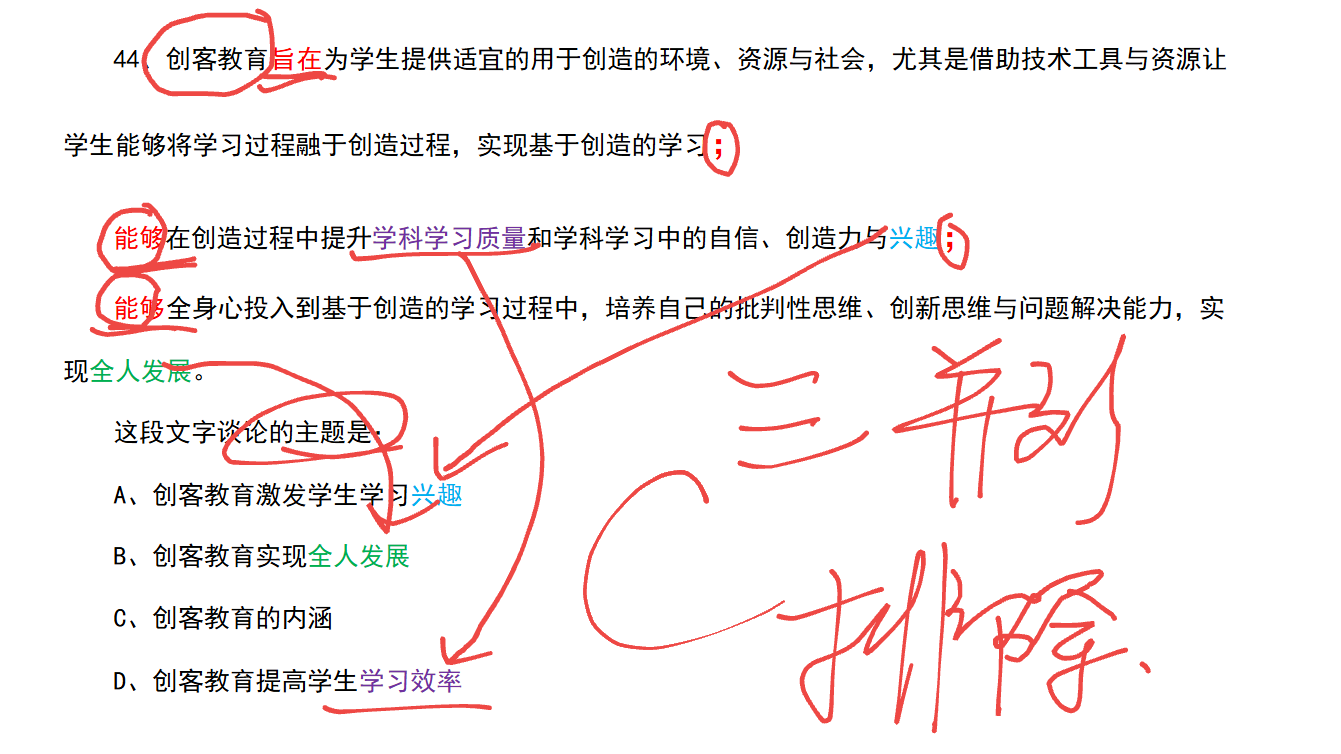 44、创客教育旨在为学生提供适宜的用于创造的环境、资源与社会，尤其是借助技术工具与资源让
学生能够将学习过程融于创造过程，实现基于创造的学习；
能够在创造过程中提升学科学习质量和学科学习中的自信、创造力与兴趣；
能够全身心投入到基于创造的学习过程中，培养自己的批判性思维、创新思维与问题解决能力，实
现全人发展。
这段文字谈论的主题是：
A、创客教育激发学生学习兴趣
B、创客教育实现全人发展
C、创客教育的内涵
D、创客教育提高学生学习效率
三并列
C 排除、